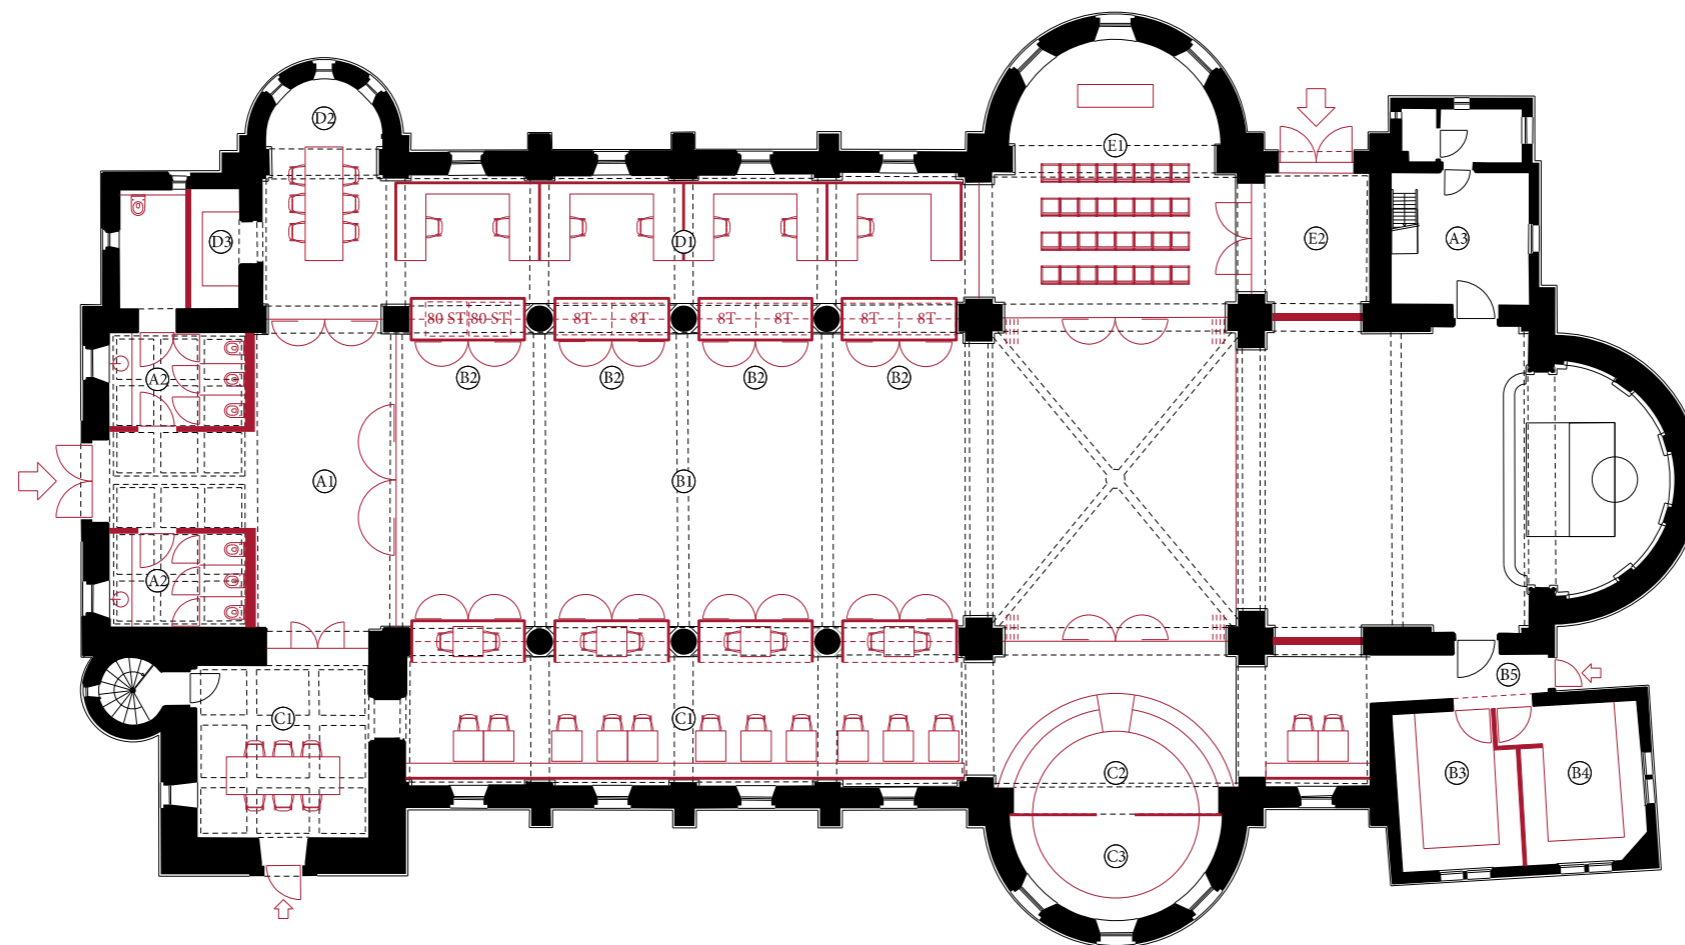 D2
E1
D3
D1
E2
A3
80 ST 80 ST 8T 8T 8T 8T 8T 8T
A2 B2 B2 B2 B2
A1 B1
A2
B5
C1 C1
C2 B3 B4
C3